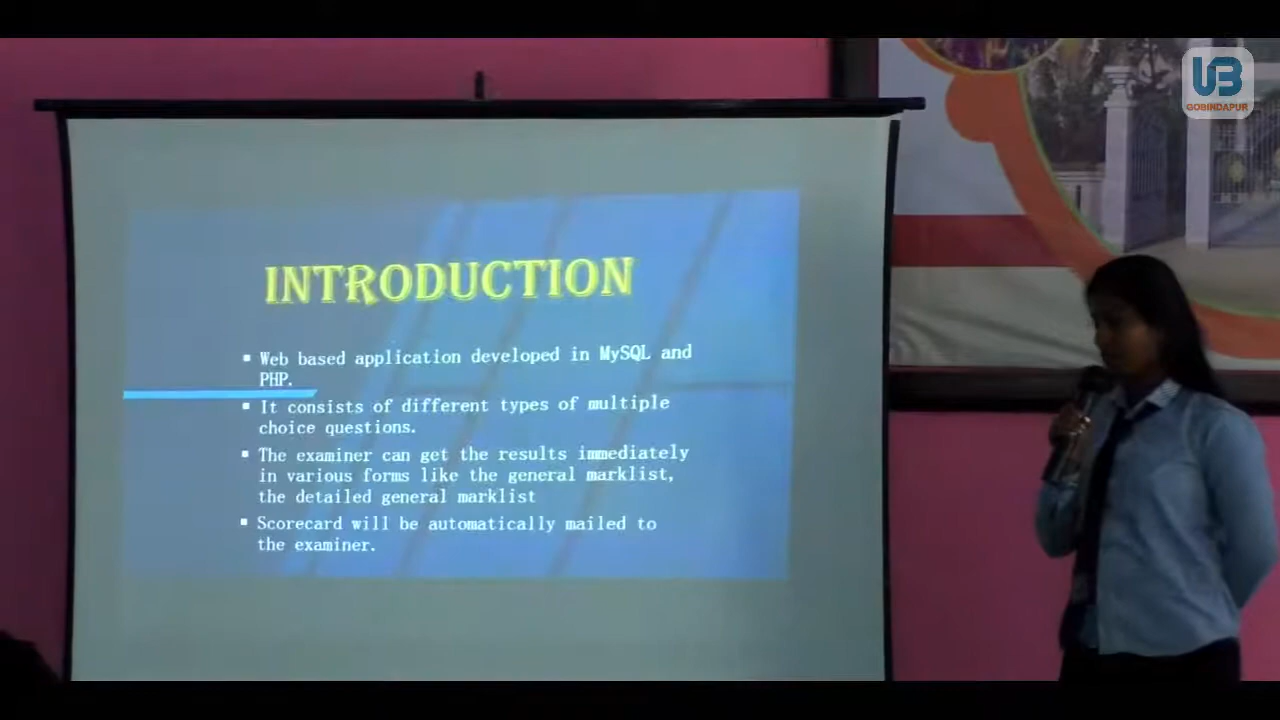 UB
GOBINDAPUR
INTRODUCTION
▪ Web based application developed in MySQL and
PHP.
▪ It consists of different types of multiple
choice questions.
▪ The examiner can get the results immediately
in various forms like the general marklist,
the detailed general marklist
▪ Scorecard will be automatically mailed to
the examiner.